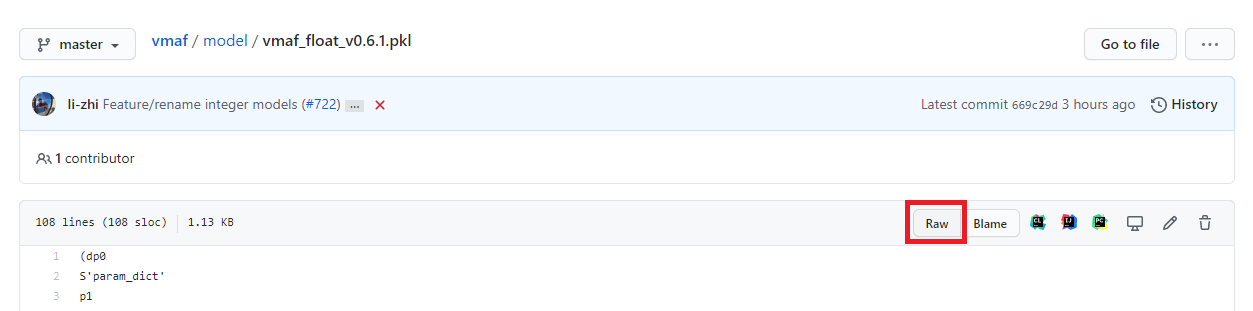 master vmaf / model / vmaf_float_v0.6.1.pkl Go to file ...
li-zhi Feature/rename integer models (#722) ... Latest commit 669c29d 3 hours ago History
1 contributor
108 lines (108 sloc) 1.13 KB Raw Blame CL IJ PC
1 (dp0
2 S'param_dict'
3 p1